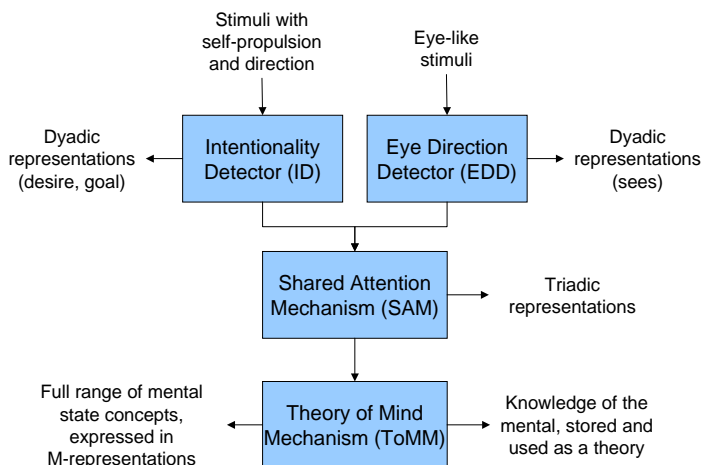 Stimuli with
self-propulsion
and direction
Eye-like
stimuli
Dyadic
representations
(desire, goal)
Intentionality
Detector (ID)
Eye Direction
Detector (EDD)
Dyadic
representations
(sees)
Shared Attention
Mechanism (SAM)
Triadic
representations
Full range of mental
state concepts,
expressed in
M-representations
Theory of Mind
Mechanism (ToMM)
Knowledge of the
mental, stored and
used as a theory